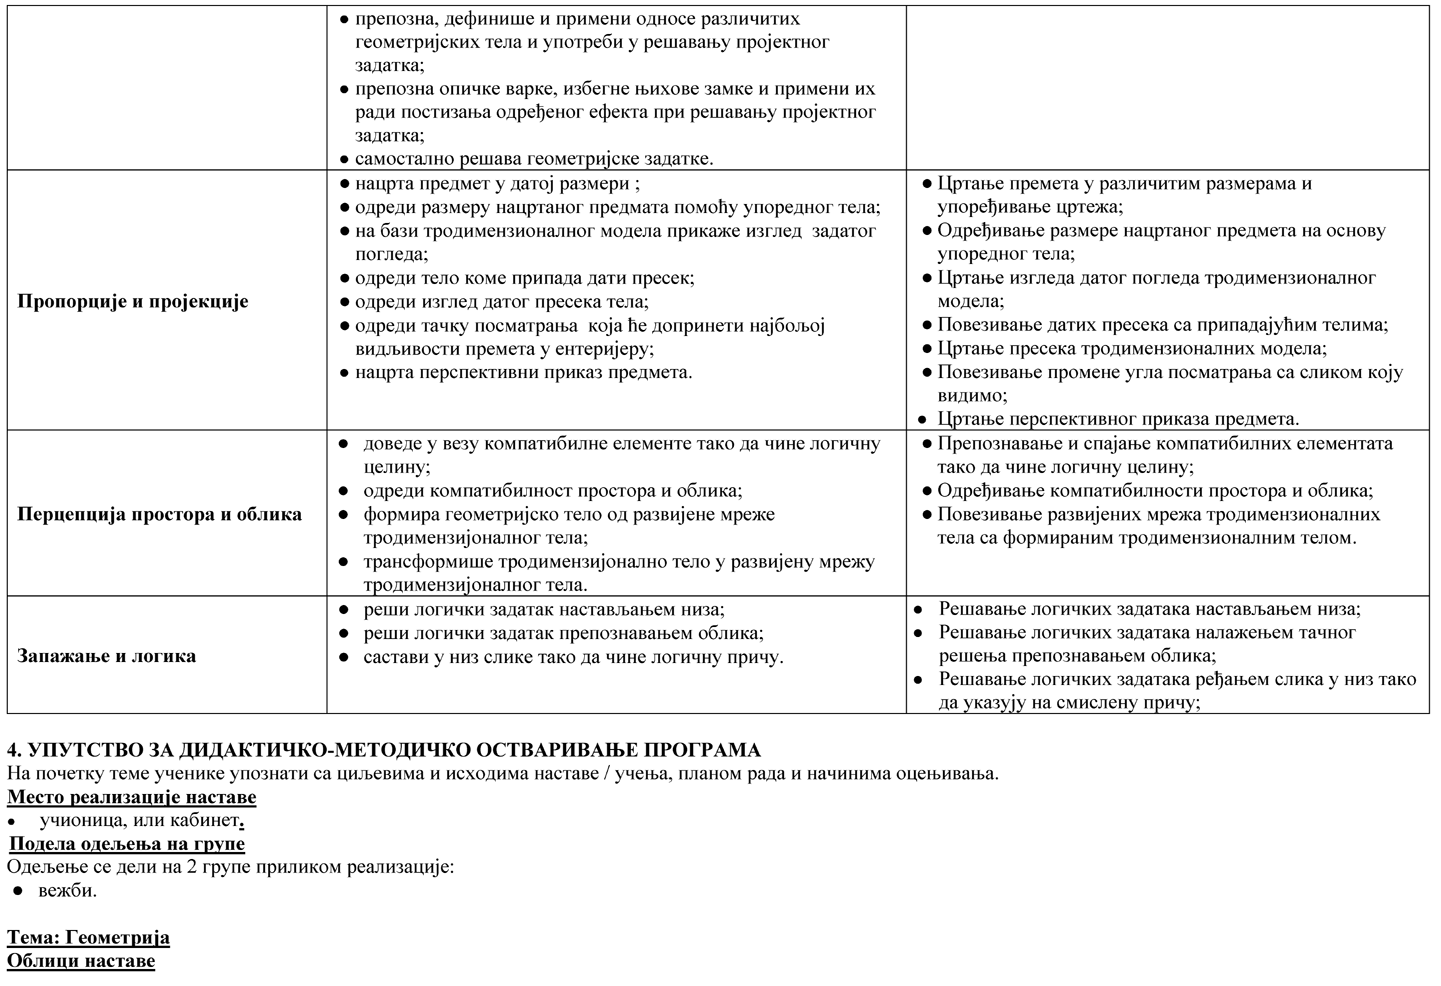 ● препозна, дефинише и примени односе различитих
геометријских тела и употреби у решавању пројектног
задатка;
● препозна опичке варке, избегне њихове замке и примени их
ради постизања одређеног ефекта при решавању пројектног
задатка;
● самостално решава геометријске задатке.
Пропорције и пројекције
● нацрта предмет у датој размери ;
● одреди размеру нацртаног предмата помоћу упоредног тела;
● на бази тродимензионалног модела прикаже изглед задатог
погледа;
● одреди тело коме припада дати пресек;
● одреди изглед датог пресека тела;
● одреди тачку посматрања која ће допринети најбољој
видљивости премета у ентеријеру;
● нацрта перспективни приказ предмета.
● Цртање премета у различитим размерама и
упоређивање цртежа;
● Одређивање размере нацртаног предмета на основу
упоредног тела;
● Цртање изгледа датог погледа тродимензионалног
модела;
● Повезивање датих пресека са припадајућим телима;
● Цртање пресека тродимензионалних модела;
● Повезивање промене угла посматрања са сликом коју
видимо;
● Цртање перспективног приказа предмета.
Перцепција простора и облика
● доведе у везу компатибилне елементе тако да чине логичну
целину;
● одреди компатибилност простора и облика;
● формира геометријско тело од развијене мреже
тродимензијоналног тела;
● трансформише тродимензијонално тело у развијену мрежу
тродимензијоналног тела.
● Препознавање и спајање компатибилних елементата
тако да чине логичну целину;
● Одређивање компатибилности простора и облика;
● Повезивање развијених мрежа тродимензионалних
тела са формираним тродимензионалним телом.
Запажање и логика
● реши логички задатак настављањем низа;
● реши логички задатак препознавањем облика;
● састави у низ слике тако да чине логичну причу.
● Решавање логичких задатака настављањем низа;
● Решавање логичких задатака налажењем тачног
решења препознавањем облика;
● Решавање логичких задатака ређањем слика у низ тако
да указују на смислену причу;
4. УПУТСТВО ЗА ДИДАКТИЧКО-МЕТОДИЧКО ОСТВАРИВАЊЕ ПРОГРАМА
На почетку теме ученике упознати са циљевима и исходима наставе / учења, планом рада и начинима оцењивања.
Место реализације наставе
● учионица, или кабинет.
Подела одељења на групе
Одељење се дели на 2 групе приликом реализације:
● вежби.
Тема: Геометрија
Облици наставе